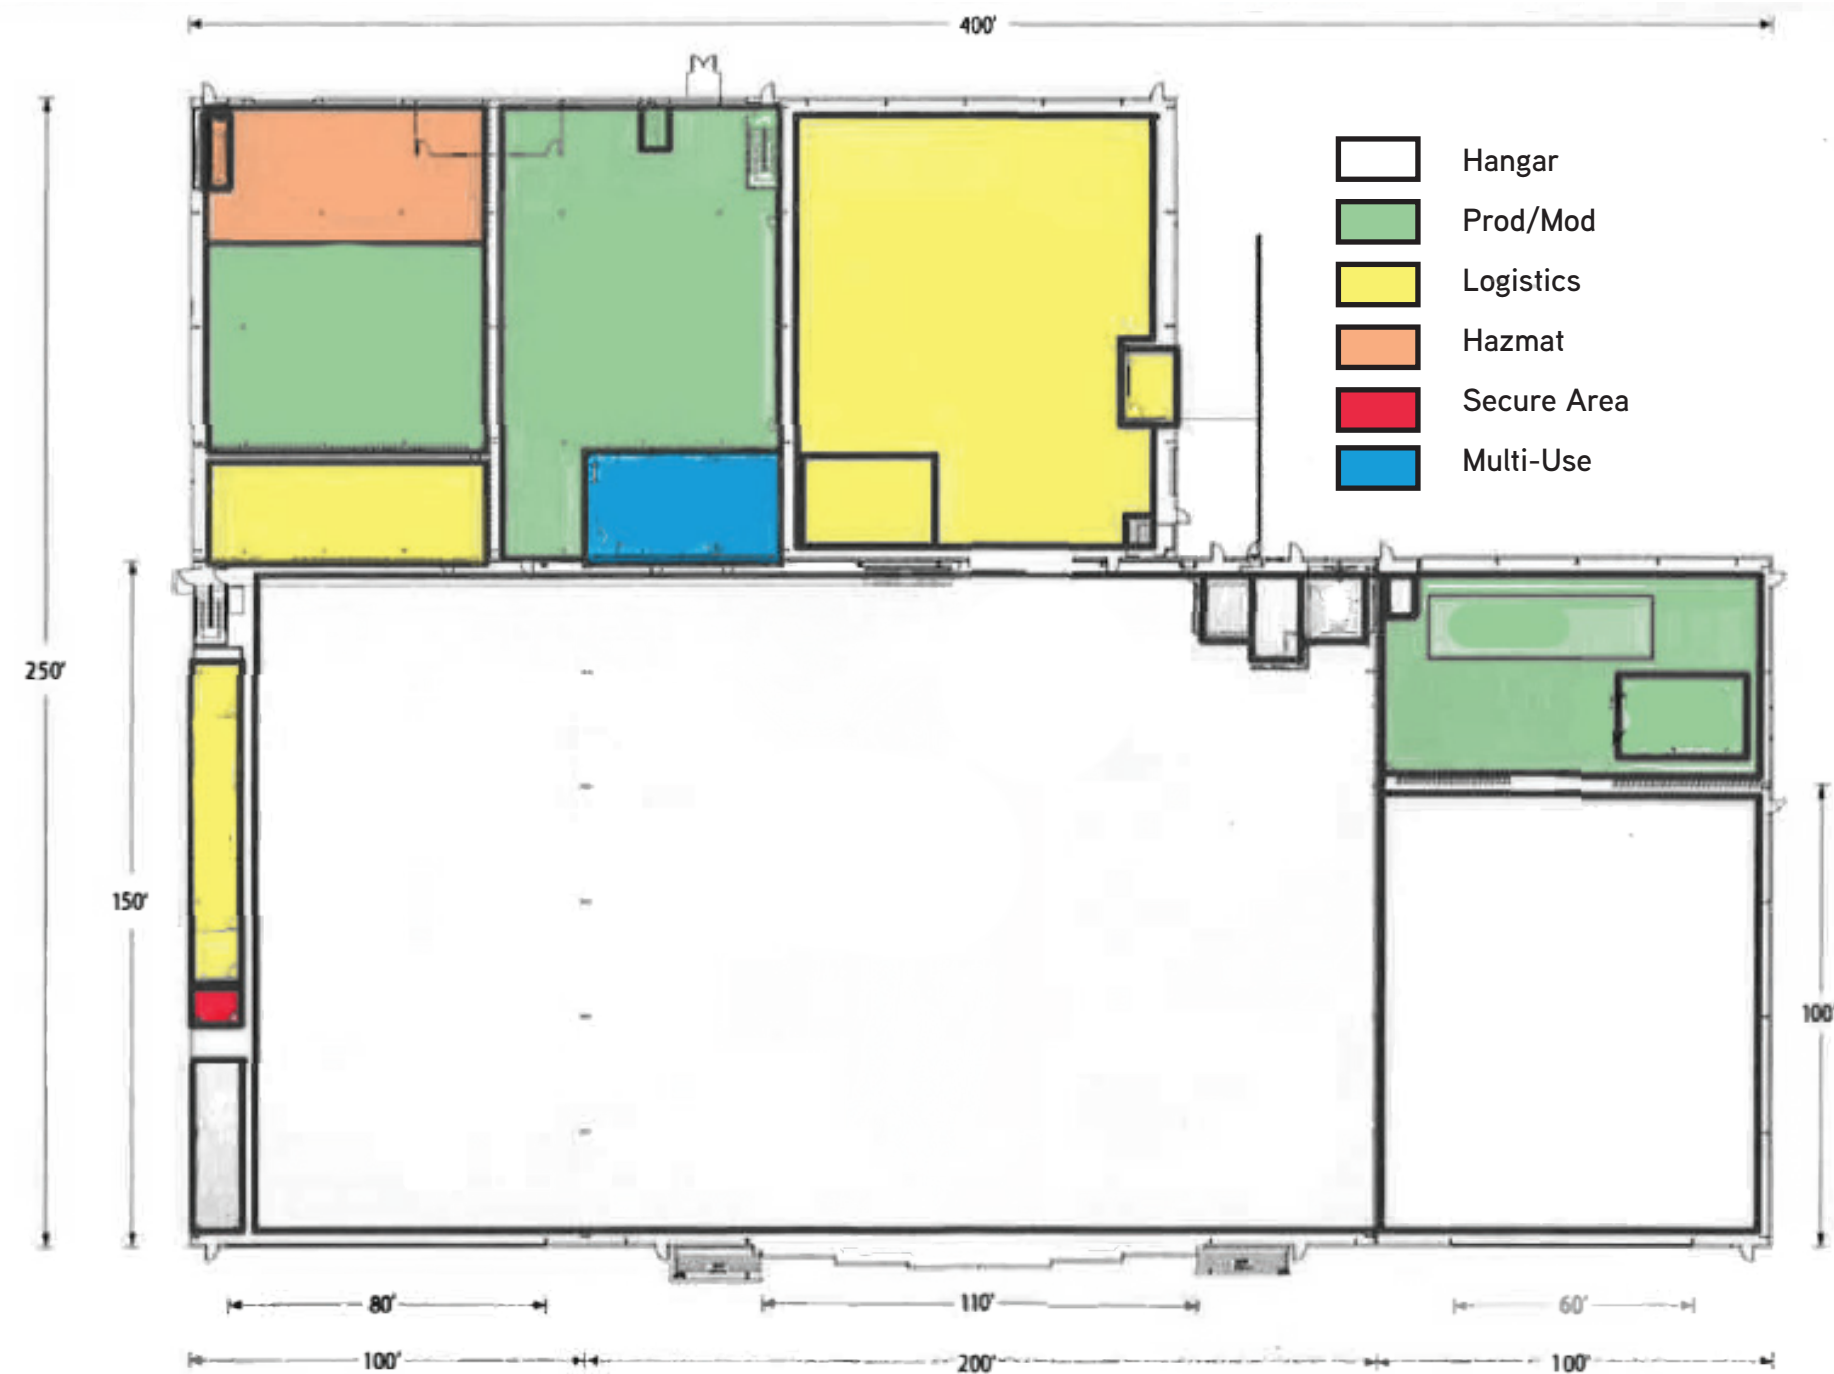 400'
Hangar
Prod/Mod
Logistics
Hazmat
Secure Area
Multi-Use
250'
150'
100'
80'
110'
60'
100'
200'
100'